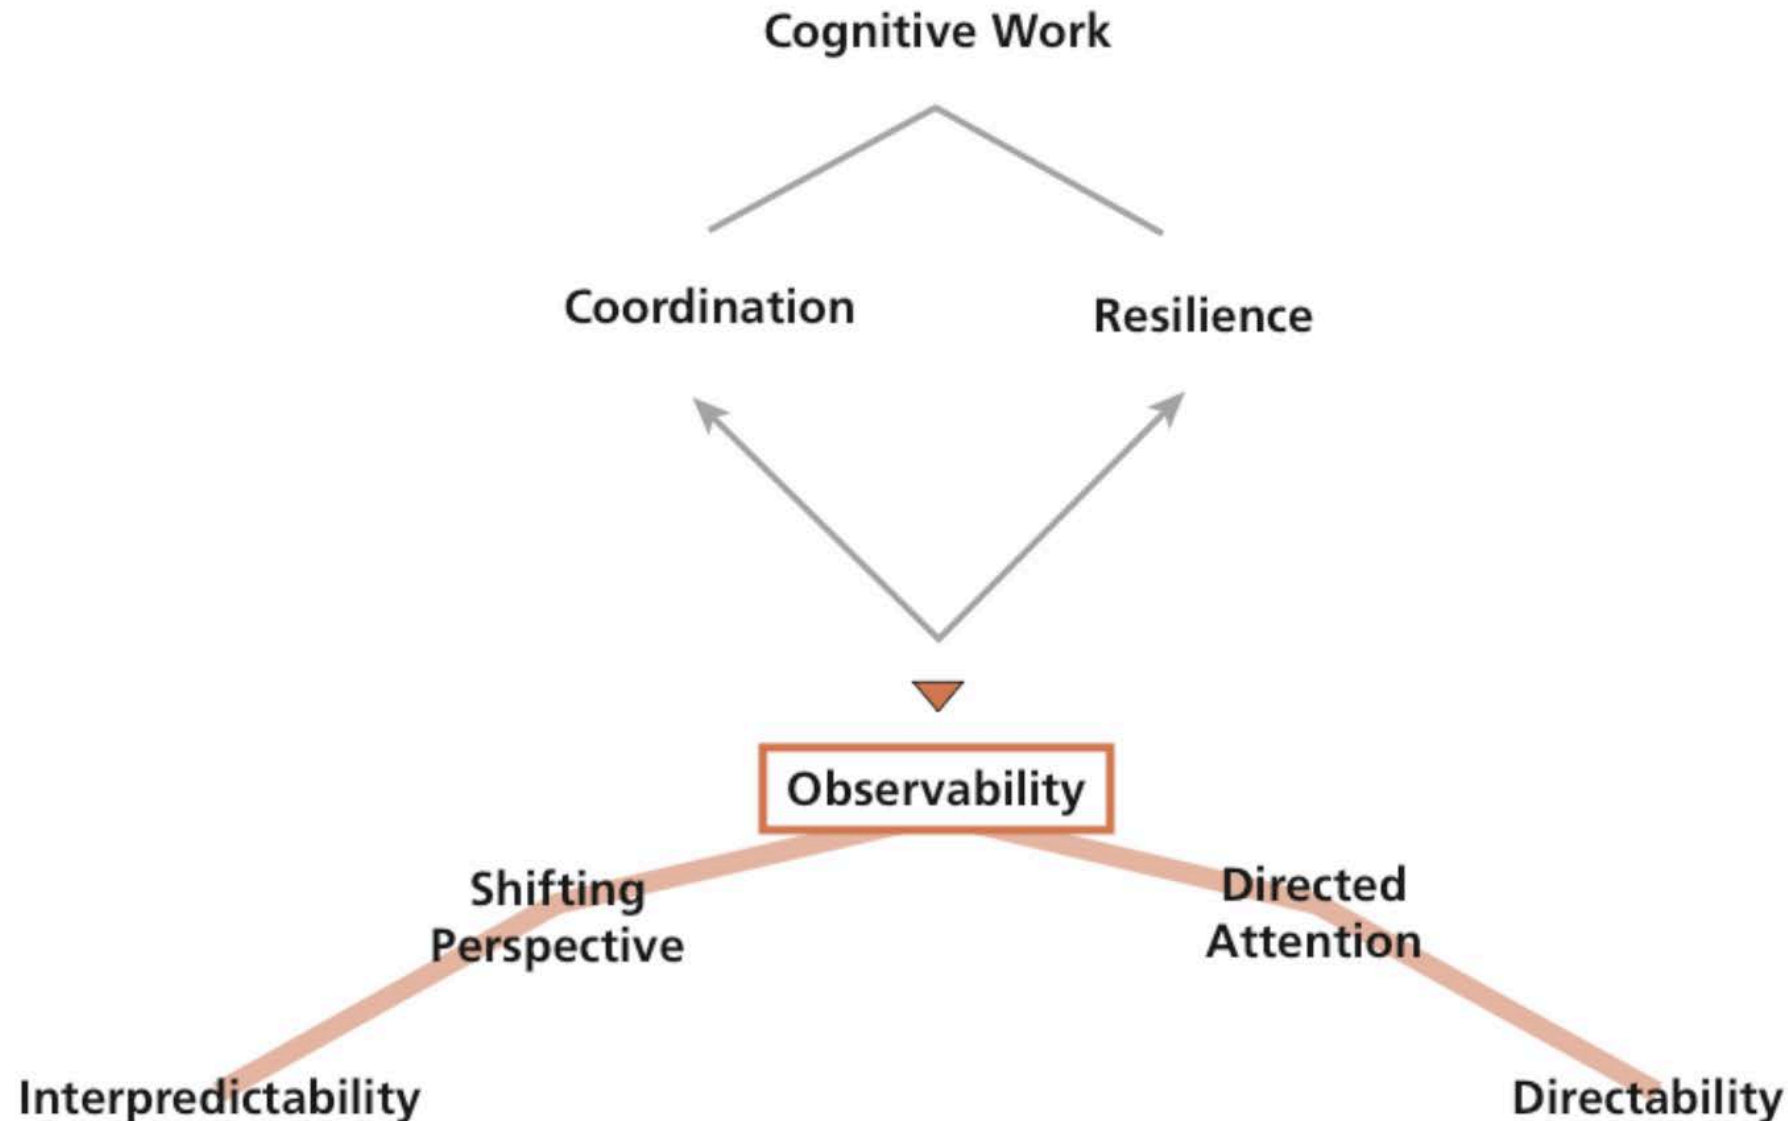 Cognitive Work
Coordination
Resilience
Observability
Shifting
Perspective
Directed
Attention
Interpredictability
Directability